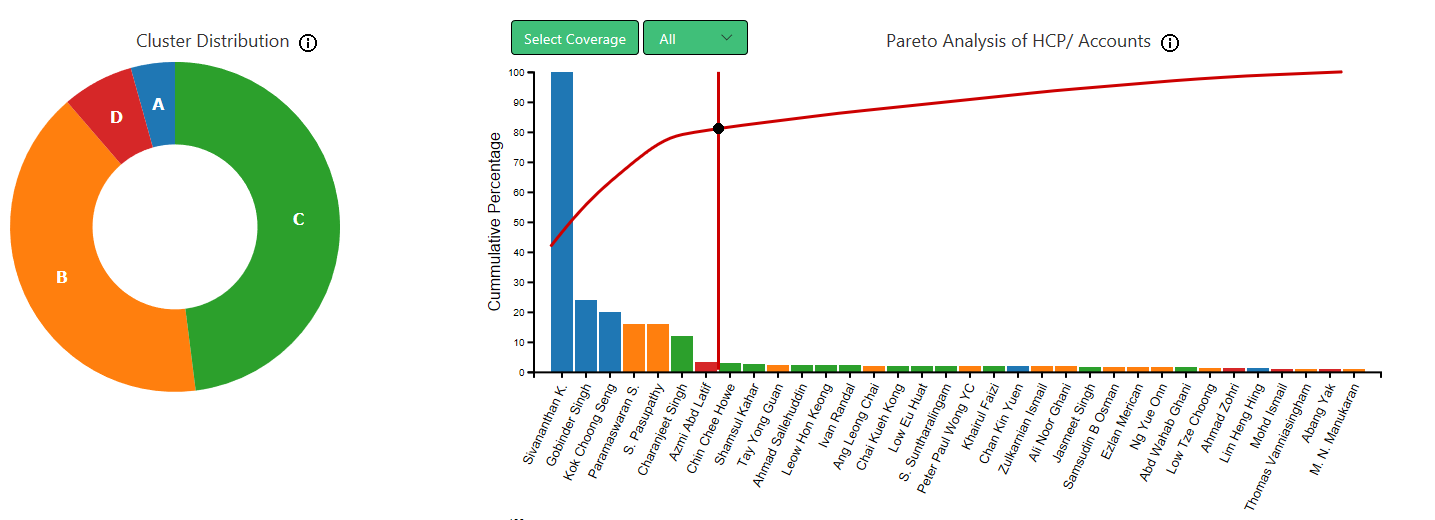 Cluster Distribution
A
D
C
B
Select Coverage
All
Pareto Analysis of HCP/ Accounts
Cummulative Percentage
100
90
80
70
60
50
40
30
20
10
0
Sivananthan K.
Gobinder Singh
Kok Choong Seng
Paramaswaran S.
S. Pasupathy
Charanjeet Singh
Azmi Abd Latif
Chin Chee Howe
Shamsul Kahar
Tay Yong Guan
Ahmad Sallehuddin
Leow Hon Keong
Ivan Randal
Ang Leong Chai
Chai Kueh Kong
Low Eu Huat
S. Suntharalingam
Peter Paul Wong YC
Khairul Faizi
Chan Kin Yuen
Zulkarnian Ismail
Ali Noor Ghani
Jasmeet Singh
Samsudin B Osman
Ezlan Merican
Ng Yue Onn
Abd Wahab Ghani
Low Tze Choong
Ahmad Zohri
Lim Heng Hing
Mohd Ismail
Thomas Vanniasingham
Abang Yak
M. N. Manukaran